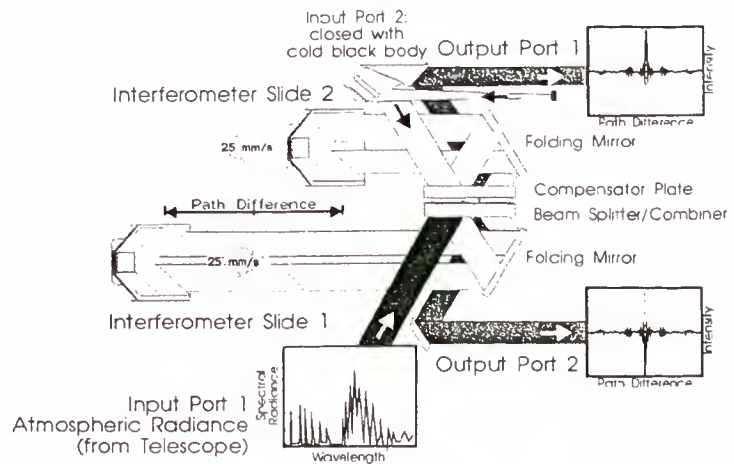 Input Port 2:
closed with
cold black body
Output Port 1
Intensity
Path Difference
Interferometer Slide 2
Folding Mirror
25 mm/s
Compensator Plate
Path Difference
Beam Splitter/Combiner
25 mm/s
Folding Mirror
Interferometer Slide 1
Intensity
Output Port 2
Path Difference
Input Port 1
Atmospheric Radiance
(from Telescope)
Spectral
Radiance
Wavelength